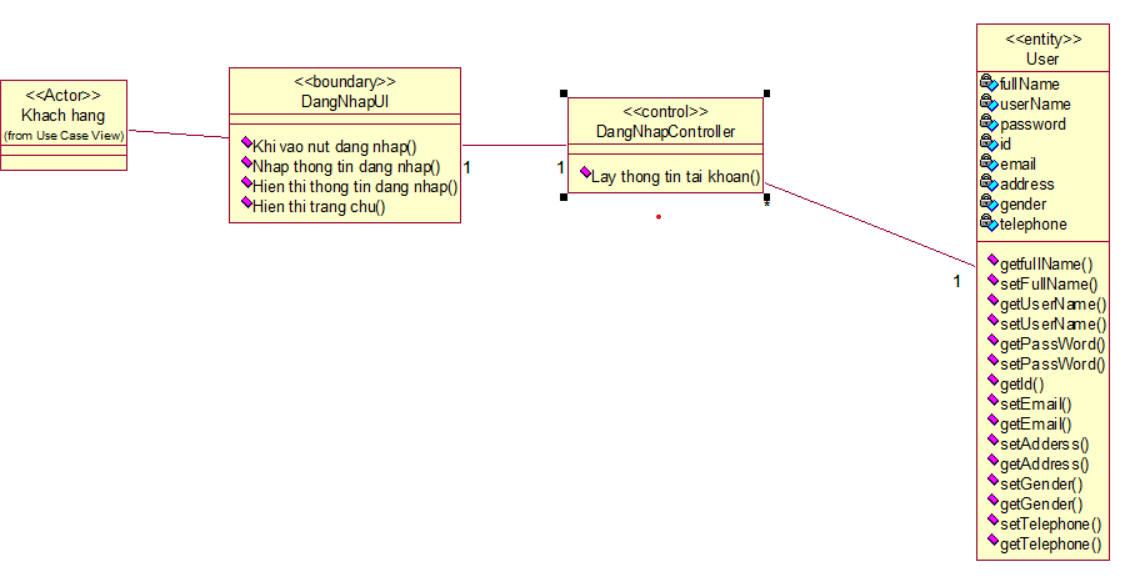 <<Actor>>
Khach hang
(from Use Case View)
<<boundary>>
DangNhapUI
Khi vao nut dang nhap()
Nhap thong tin dang nhap()
Hien thi thong tin dang nhap()
Hien thi trang chu()
1
1
<<control>>
DangNhapController
Lay thong tin tai khoan()
*
1
<<entity>>
User
fullName
userName
password
id
email
address
gender
telephone
getfullName()
setFullName()
getUserName()
setUserName()
getPassWord()
setPassWord()
getId()
setEmail()
getEmail()
setAdderss()
getAddress()
setGender()
getGender()
setTelephone()
getTelephone()